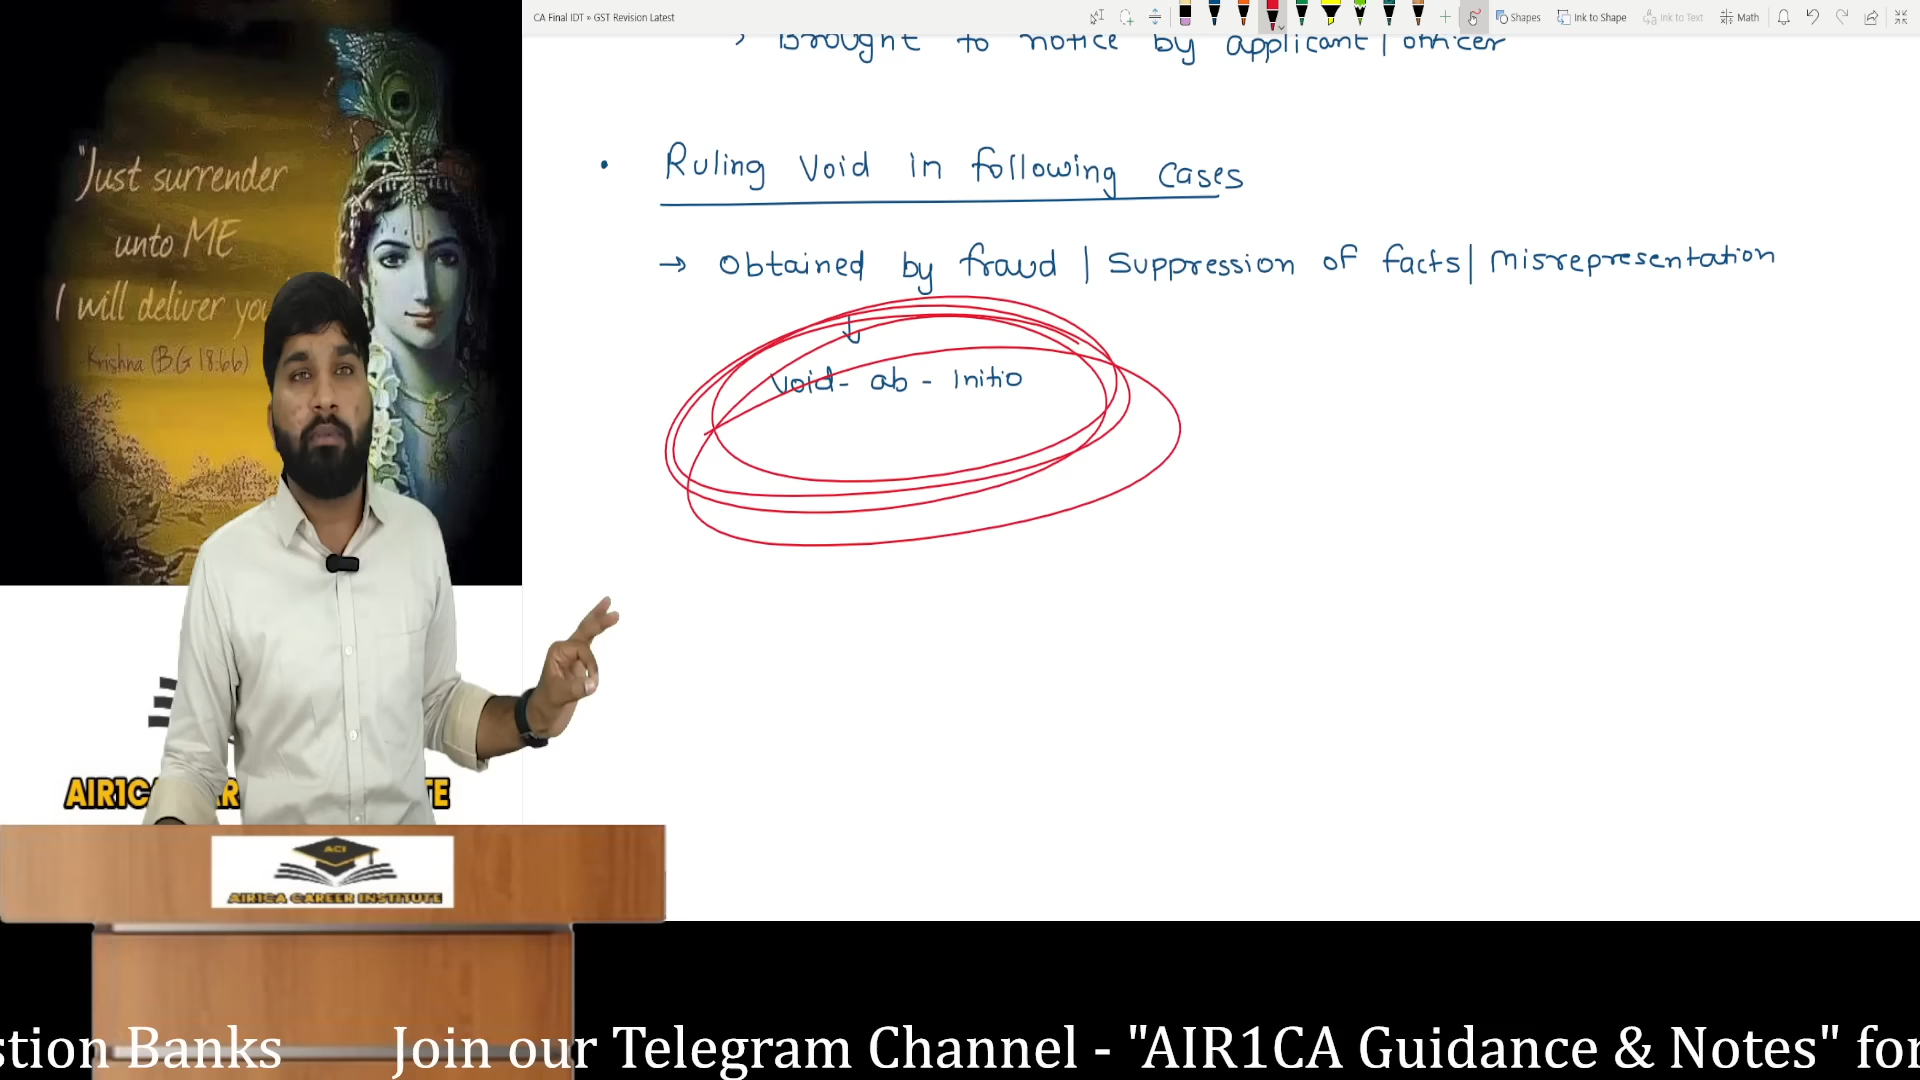 CA Final IDT » GST Revision Latest
Shapes
Ink to Shape
Ink to Text
Math
Brought to notice by applicant | officer
• Ruling Void in following cases
→ Obtained by fraud | Suppression of facts | Misrepresentation
↓
Void - ab - Initio
"Just surrender
unto ME
I will deliver you
- Krishna (B.G 18:66)
AIR1C
TE
ACI
AIR1CA CAREER INSTITUTE
stion Banks Join our Telegram Channel - "AIR1CA Guidance & Notes" for